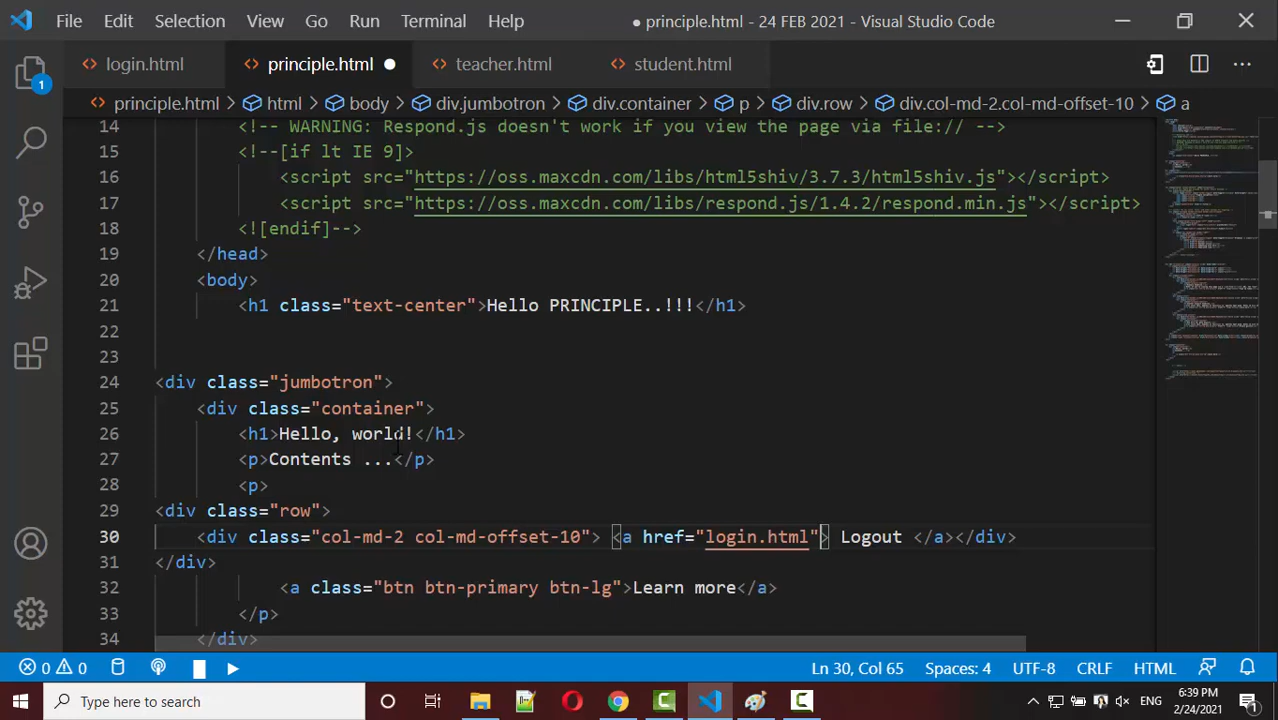 File Edit Selection View Go Run Terminal Help ● principle.html - 24 FEB 2021 - Visual Studio Code
login.html principle.html ● teacher.html student.html
1
principle.html > html > body > div.jumbotron > div.container > p > div.row > div.col-md-2.col-md-offset-10 > a
14 <!-- WARNING: Respond.js doesn't work if you view the page via file:// -->
15 <!--[if lt IE 9]>
16 <script src="https://oss.maxcdn.com/libs/html5shiv/3.7.3/html5shiv.js"></script>
17 <script src="https://oss.maxcdn.com/libs/respond.js/1.4.2/respond.min.js"></script>
18 <![endif]-->
19 </head>
20 <body>
21 <h1 class="text-center">Hello PRINCIPLE..!!!</h1>
22
23
24 <div class="jumbotron">
25 <div class="container">
26 <h1>Hello, world!</h1>
27 <p>Contents ...</p>
28 <p>
29 <div class="row">
30 <div class="col-md-2 col-md-offset-10"> <a href="login.html"> Logout </a></div>
31 </div>
32 <a class="btn btn-primary btn-lg">Learn more</a>
33 </p>
34 </div>
0 0 Ln 30, Col 65 Spaces: 4 UTF-8 CRLF HTML
Type here to search ENG 6:39 PM
2/24/2021 1